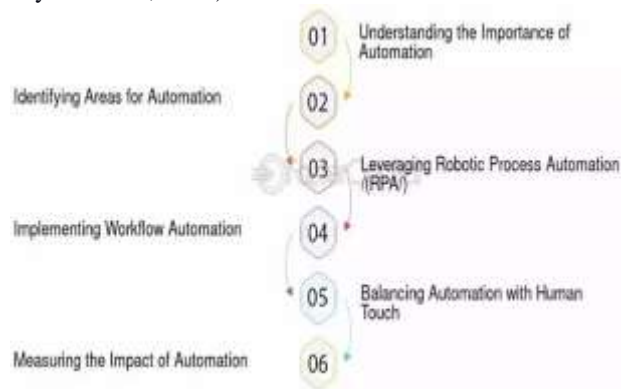 01
Understanding the Importance of
Automation
Identifying Areas for Automation
02
03
Leveraging Robotic Process Automation
/(RPA/)
Implementing Workflow Automation
04
05
Balancing Automation with Human
Touch
Measuring the Impact of Automation
06